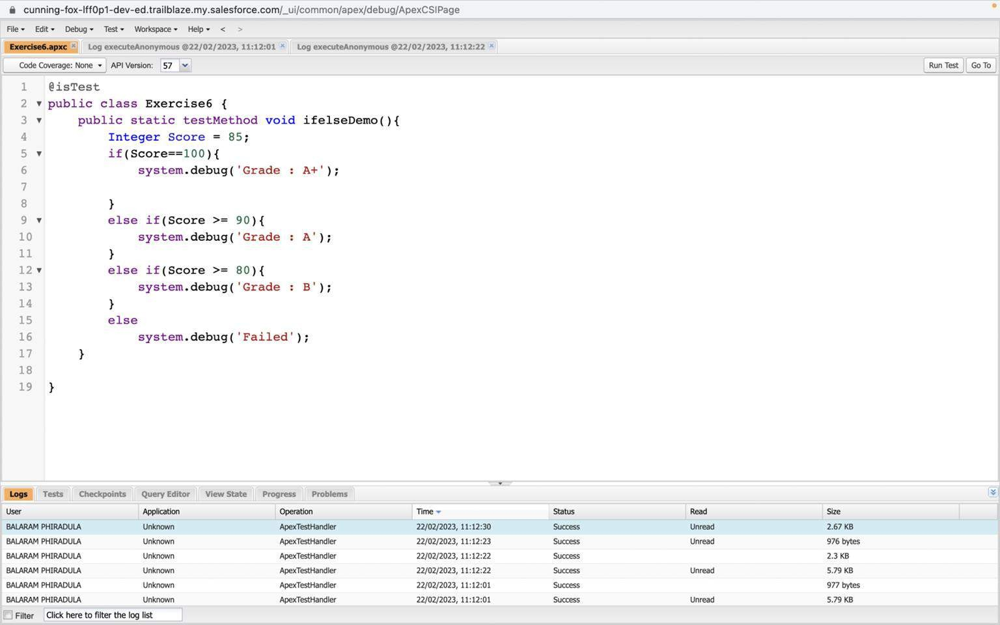 cunning-fox-lff0p1-dev-ed.trailblaze.my.salesforce.com/_ui/common/apex/debug/ApexCSIPage
File Edit Debug Test Workspace Help < >
Exercise6.apxc Log executeAnonymous @22/02/2023, 11:12:01 Log executeAnonymous @22/02/2023, 11:12:22
Code Coverage: None API Version: 57 Run Test Go To
1 @isTest
2 public class Exercise6 {
3 public static testMethod void ifelseDemo(){
4 Integer Score = 85;
5 if(Score==100){
6 system.debug('Grade : A+');
7
8 }
9 else if(Score >= 90){
10 system.debug('Grade : A');
11 }
12 else if(Score >= 80){
13 system.debug('Grade : B');
14 }
15 else
16 system.debug('Failed');
17 }
18
19 }
Logs Tests Checkpoints Query Editor View State Progress Problems
User Application Operation Time Status Read Size
BALARAM PHIRADULA Unknown ApexTestHandler 22/02/2023, 11:12:30 Success Unread 2.67 KB
BALARAM PHIRADULA Unknown ApexTestHandler 22/02/2023, 11:12:23 Success Unread 976 bytes
BALARAM PHIRADULA Unknown ApexTestHandler 22/02/2023, 11:12:22 Success 2.3 KB
BALARAM PHIRADULA Unknown ApexTestHandler 22/02/2023, 11:12:22 Success Unread 5.79 KB
BALARAM PHIRADULA Unknown ApexTestHandler 22/02/2023, 11:12:01 Success 977 bytes
BALARAM PHIRADULA Unknown ApexTestHandler 22/02/2023, 11:12:01 Success Unread 5.79 KB
Filter Click here to filter the log list